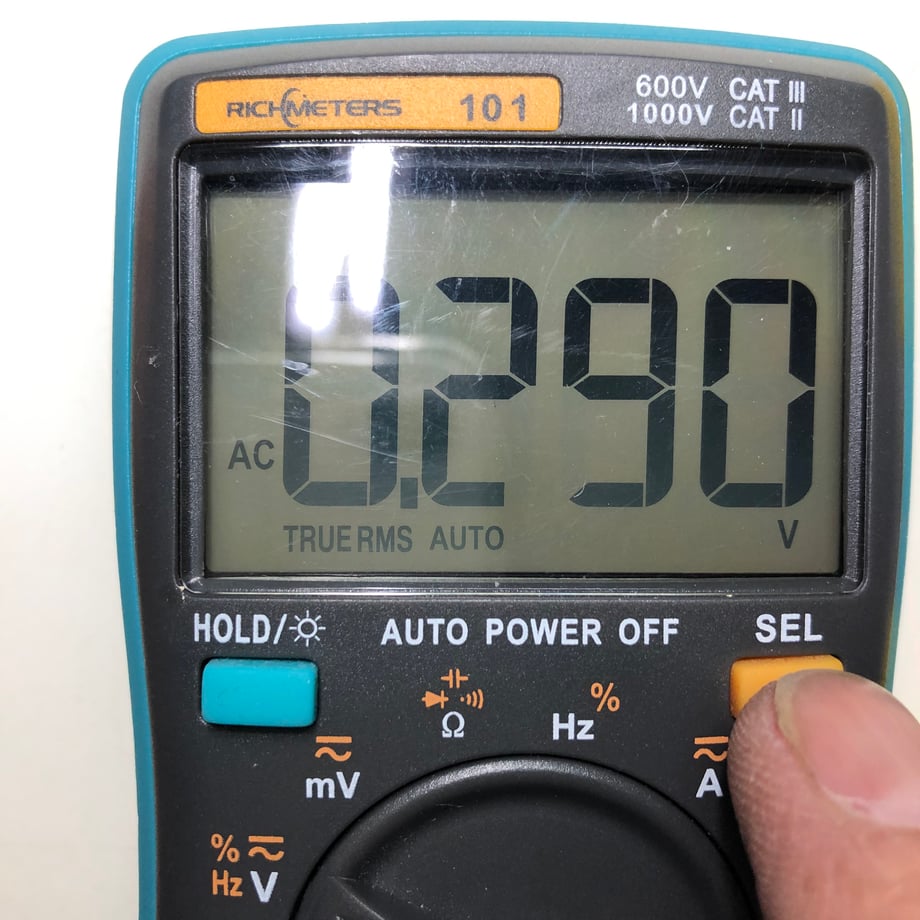 RICHMETERS 101
600V CAT III
1000V CAT II
0.290
AC
TRUE RMS AUTO V
HOLD/ AUTO POWER OFF SEL
Ω
Hz %
mV
A
% Hz V